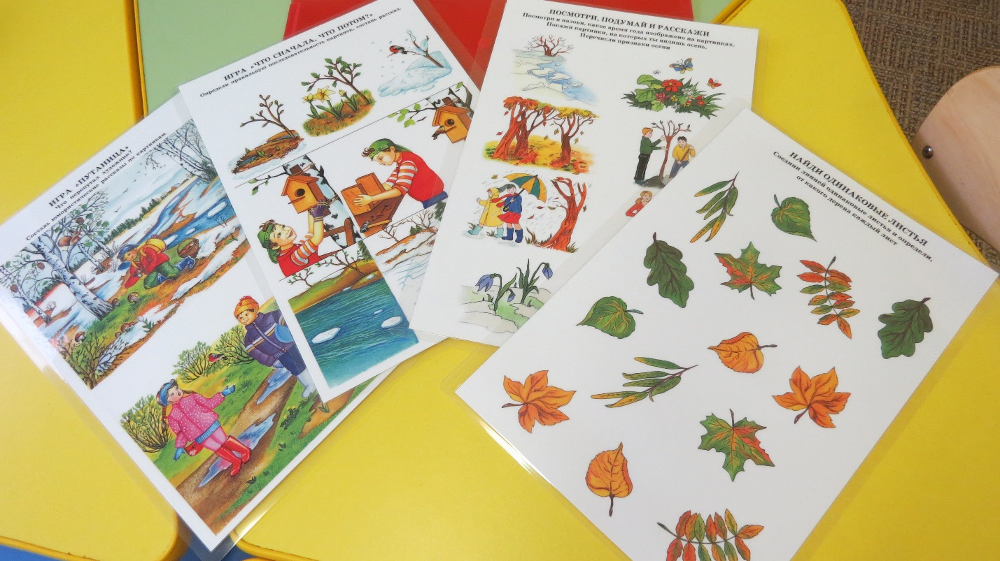 ИГРА «ПУТАНИЦА»
Что перепутал художник?
Составь юмористические рассказы по картинкам.
ИГРА «ЧТО СНАЧАЛА, ЧТО ПОТОМ?»
Определи правильную последовательность картинок, составь рассказ.
ПОСМОТРИ, ПОДУМАЙ И РАССКАЖИ
Посмотри и назови, какое время года изображено на картинках.
Покажи картинки, на которых ты видишь осень.
Перечисли признаки осени
НАЙДИ ОДИНАКОВЫЕ ЛИСТЬЯ
Соедини линией одинаковые листья и определи,
от какого дерева каждый лист